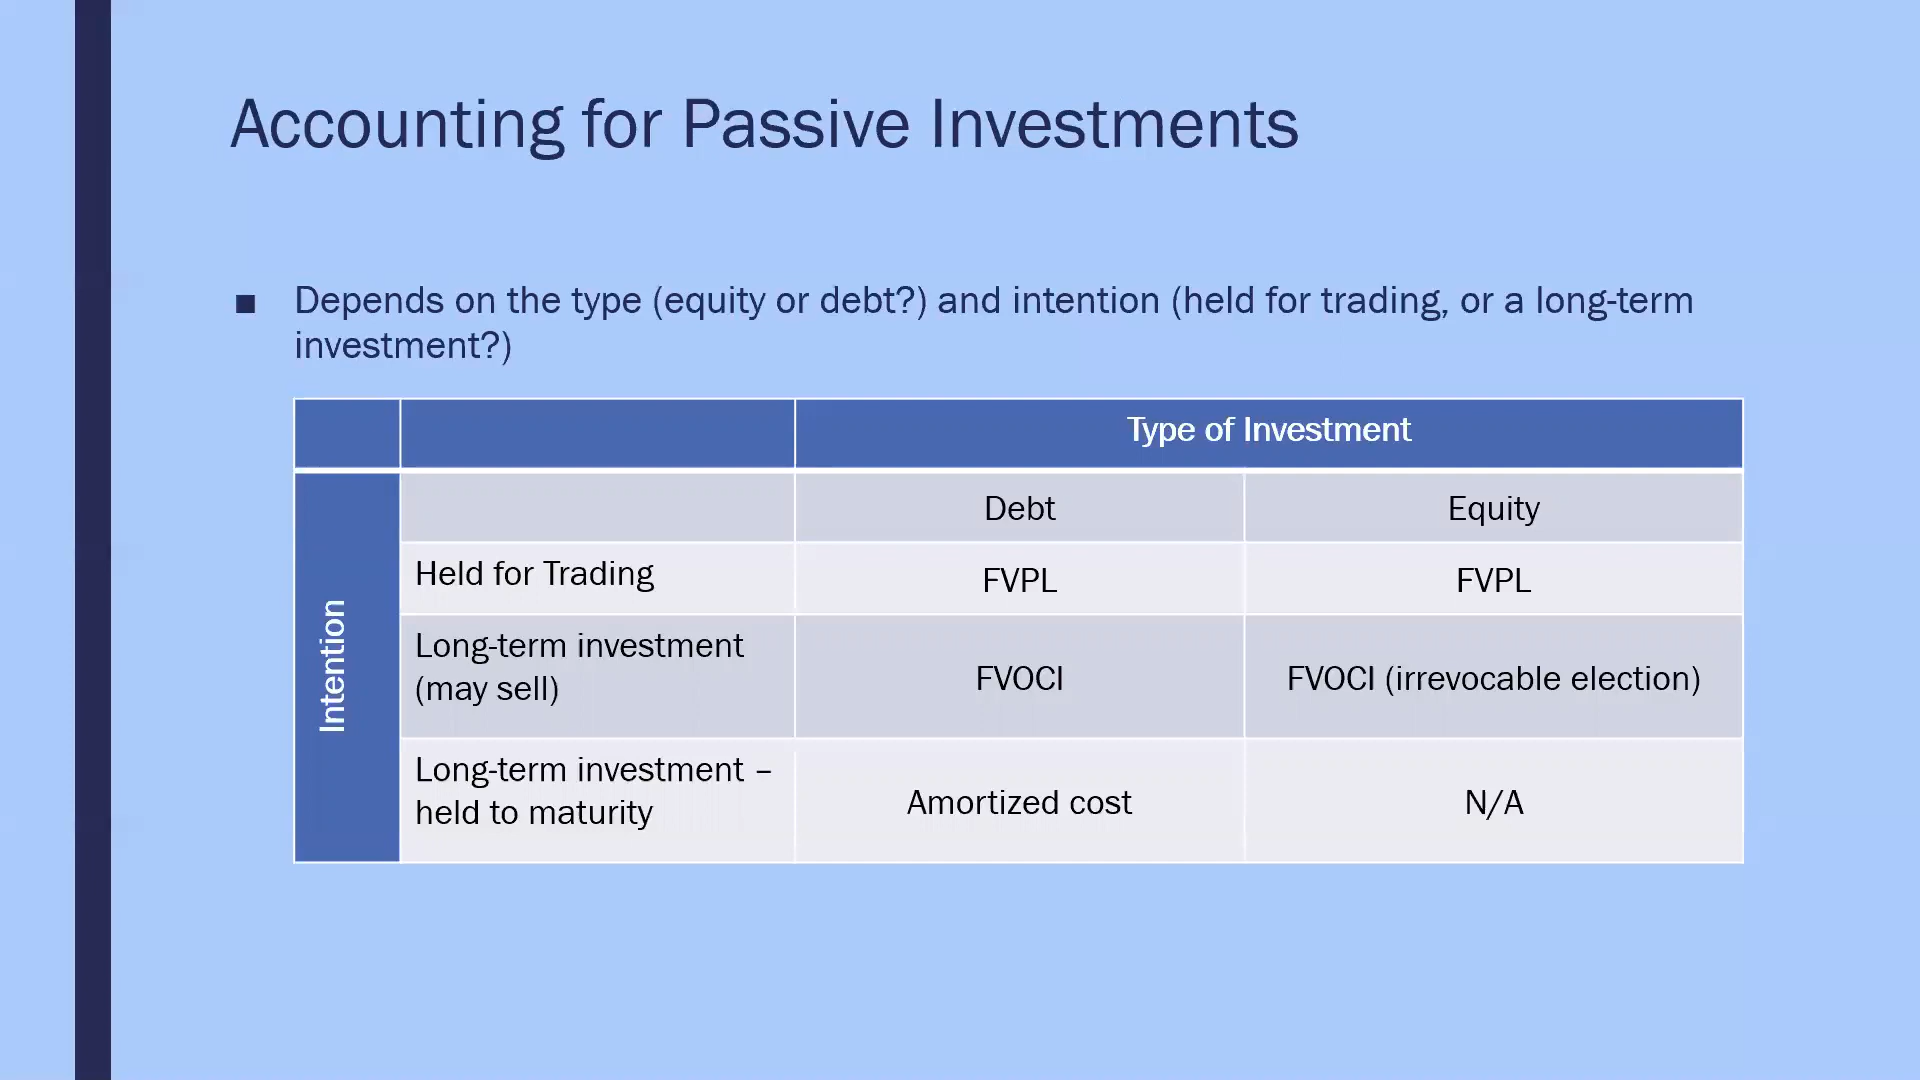 Accounting for Passive Investments
■ Depends on the type (equity or debt?) and intention (held for trading, or a long-term
investment?)
Type of Investment
Intention
Debt
Equity
Held for Trading
FVPL
FVPL
Long-term investment
(may sell)
FVOCI
FVOCI (irrevocable election)
Long-term investment –
held to maturity
Amortized cost
N/A